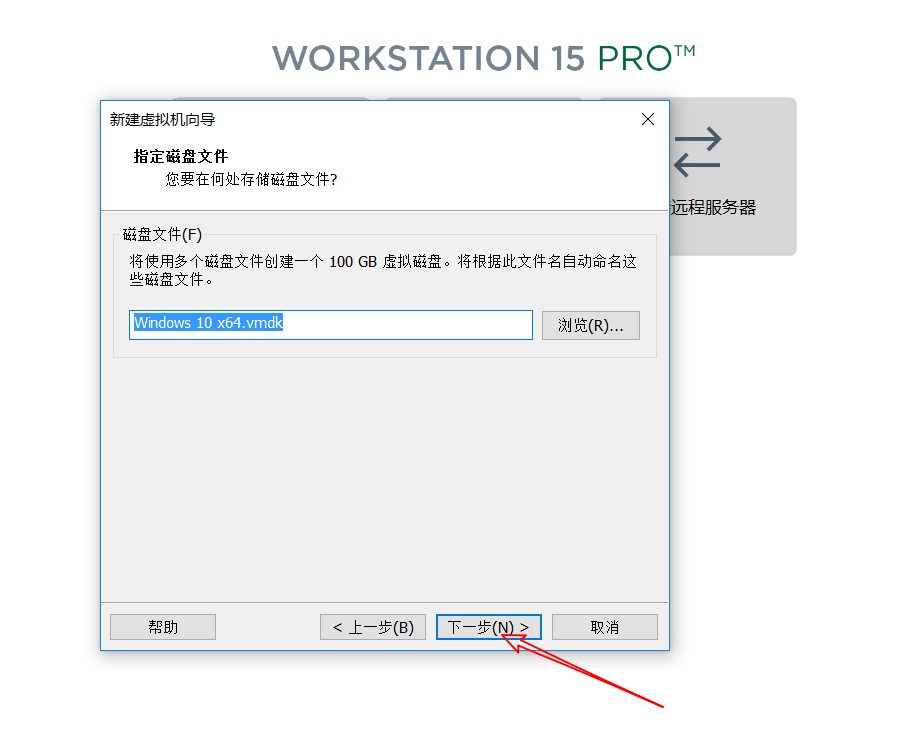 WORKSTATION 15 PRO™
新建虚拟机向导
指定磁盘文件
您要在何处存储磁盘文件?
远程服务器
磁盘文件(F)
将使用多个磁盘文件创建一个 100 GB 虚拟磁盘。将根据此文件名自动命名这
些磁盘文件。
Windows 10 x64.vmdk
浏览(R)...
帮助
< 上一步(B)
下一步(N) >
取消